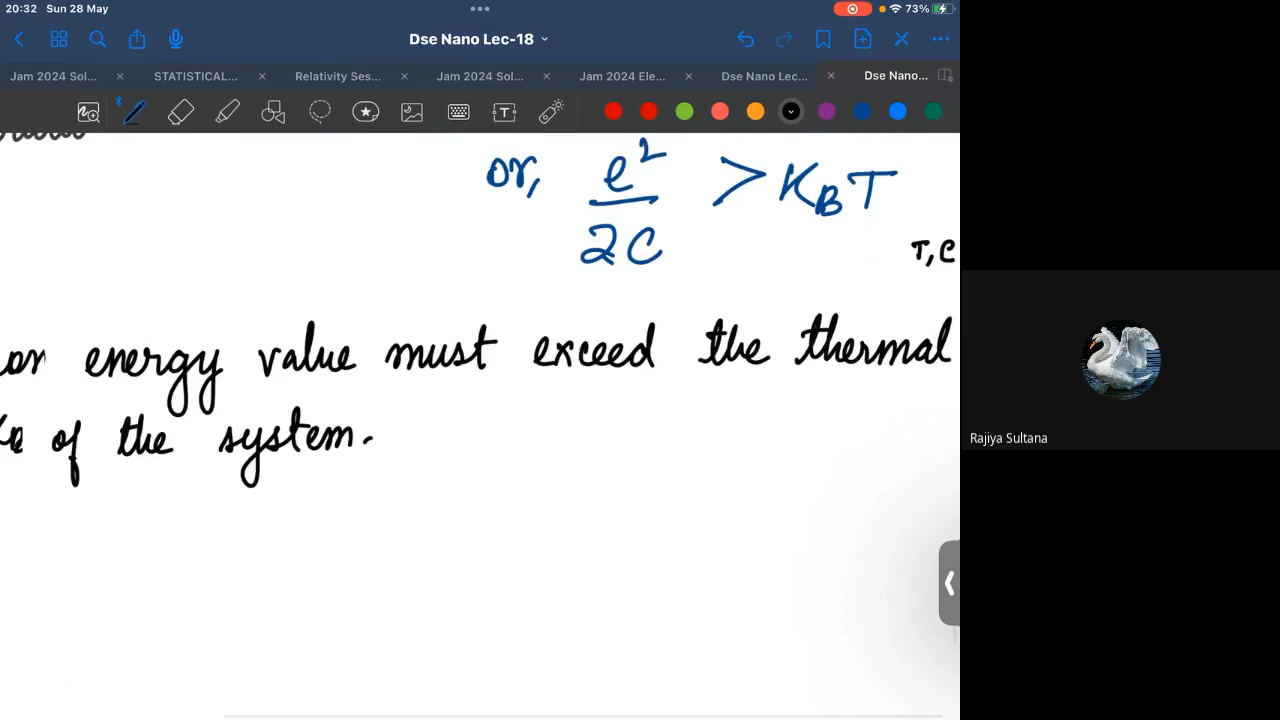 20:32 Sun 28 May
73%
Dse Nano Lec-18
Jam 2024 Sol...
STATISTICAL...
Relativity Ses...
Jam 2024 Sol...
Jam 2024 Ele...
Dse Nano Lec...
Dse Nano...
or, e²/2C > K_B T
T, C
or energy value must exceed the thermal
of the system.
Rajiya Sultana